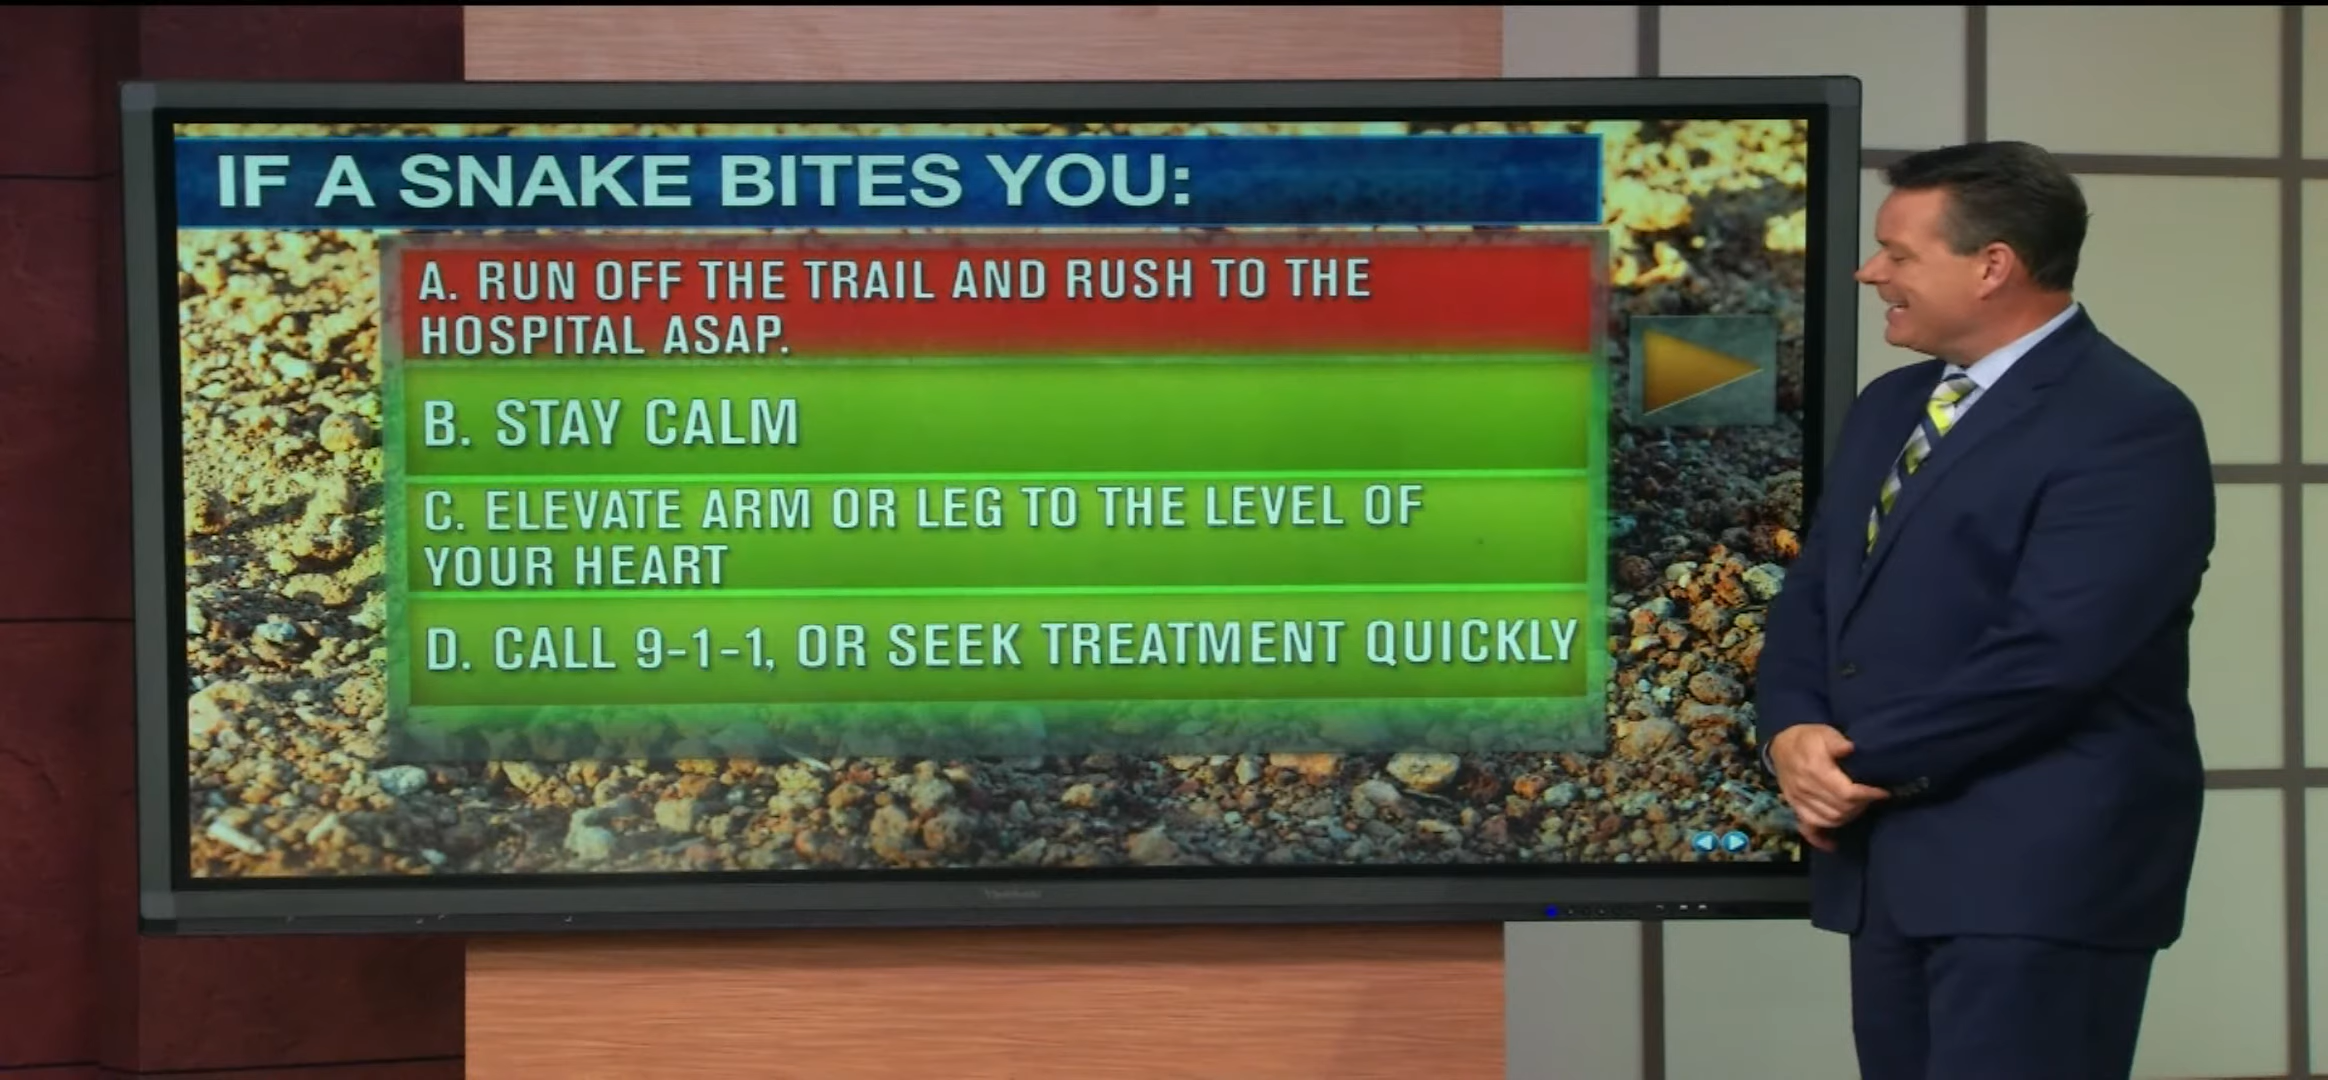 IF A SNAKE BITES YOU:
A. RUN OFF THE TRAIL AND RUSH TO THE
HOSPITAL ASAP.
B. STAY CALM
C. ELEVATE ARM OR LEG TO THE LEVEL OF
YOUR HEART
D. CALL 9-1-1, OR SEEK TREATMENT QUICKLY